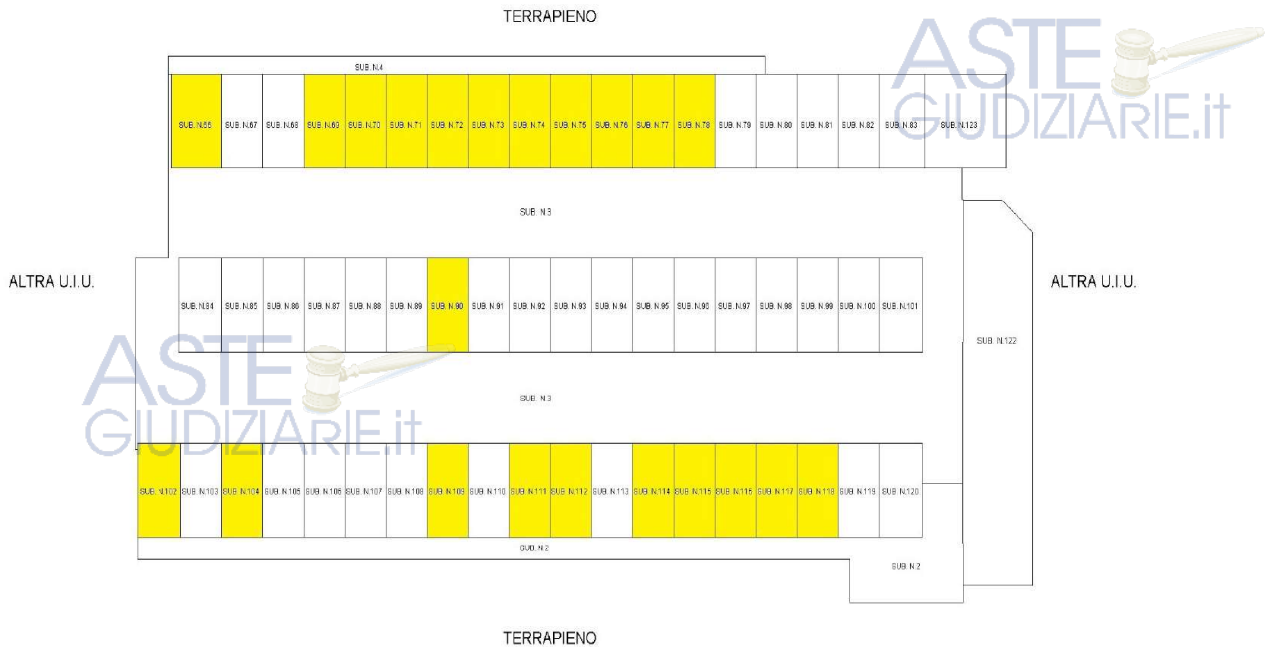 TERRAPIENO
ASTE
GIUDIZIARIE.it
SUB. N.4
SUB. N.66 SUB. N.67 SUB. N.68 SUB. N.69 SUB. N.70 SUB. N.71 SUB. N.72 SUB. N.73 SUB. N.74 SUB. N.75 SUB. N.76 SUB. N.77 SUB. N.78 SUB. N.79 SUB. N.80 SUB. N.81 SUB. N.82 SUB. N.83 SUB. N.123
SUB. N.3
ALTRA U.I.U.
ALTRA U.I.U.
SUB. N.84 SUB. N.85 SUB. N.86 SUB. N.87 SUB. N.88 SUB. N.89 SUB. N.90 SUB. N.91 SUB. N.92 SUB. N.93 SUB. N.94 SUB. N.95 SUB. N.96 SUB. N.97 SUB. N.98 SUB. N.99 SUB. N.100 SUB. N.101
SUB. N.122
ASTE
GIUDIZIARIE.it
SUB. N.3
SUB. N.102 SUB. N.103 SUB. N.104 SUB. N.105 SUB. N.106 SUB. N.107 SUB. N.108 SUB. N.109 SUB. N.110 SUB. N.111 SUB. N.112 SUB. N.113 SUB. N.114 SUB. N.115 SUB. N.116 SUB. N.117 SUB. N.118 SUB. N.119 SUB. N.120
SUB. N.2
SUB. N.2
TERRAPIENO